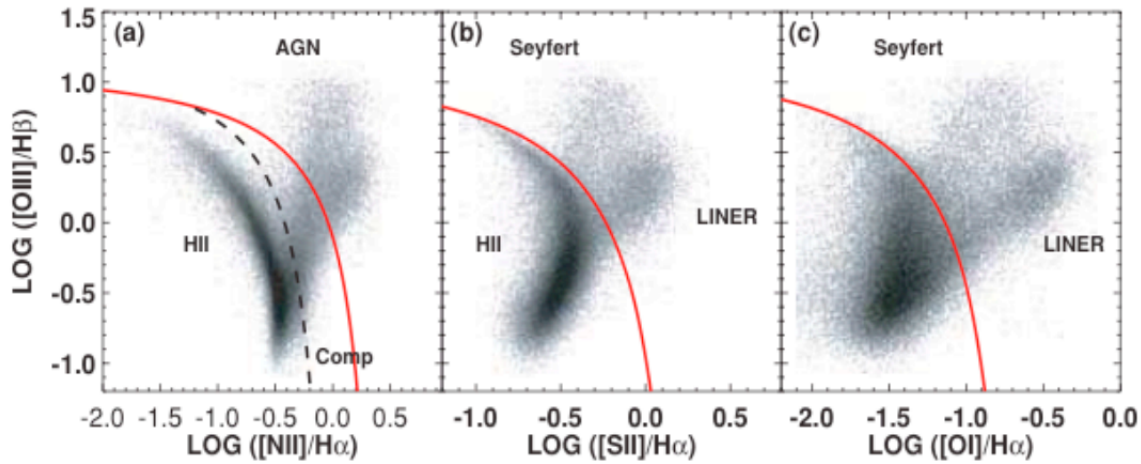 (a) AGN HII Comp
(b) Seyfert HII LINER
(c) Seyfert LINER
LOG ([OIII]/Hβ)
1.5
1.0
0.5
0.0
-0.5
-1.0
-2.0 -1.5 -1.0 -0.5 0.0 0.5
-1.0 -0.5 0.0 0.5
-2.0 -1.5 -1.0 -0.5 0.0
LOG ([NII]/Hα)
LOG ([SII]/Hα)
LOG ([OI]/Hα)